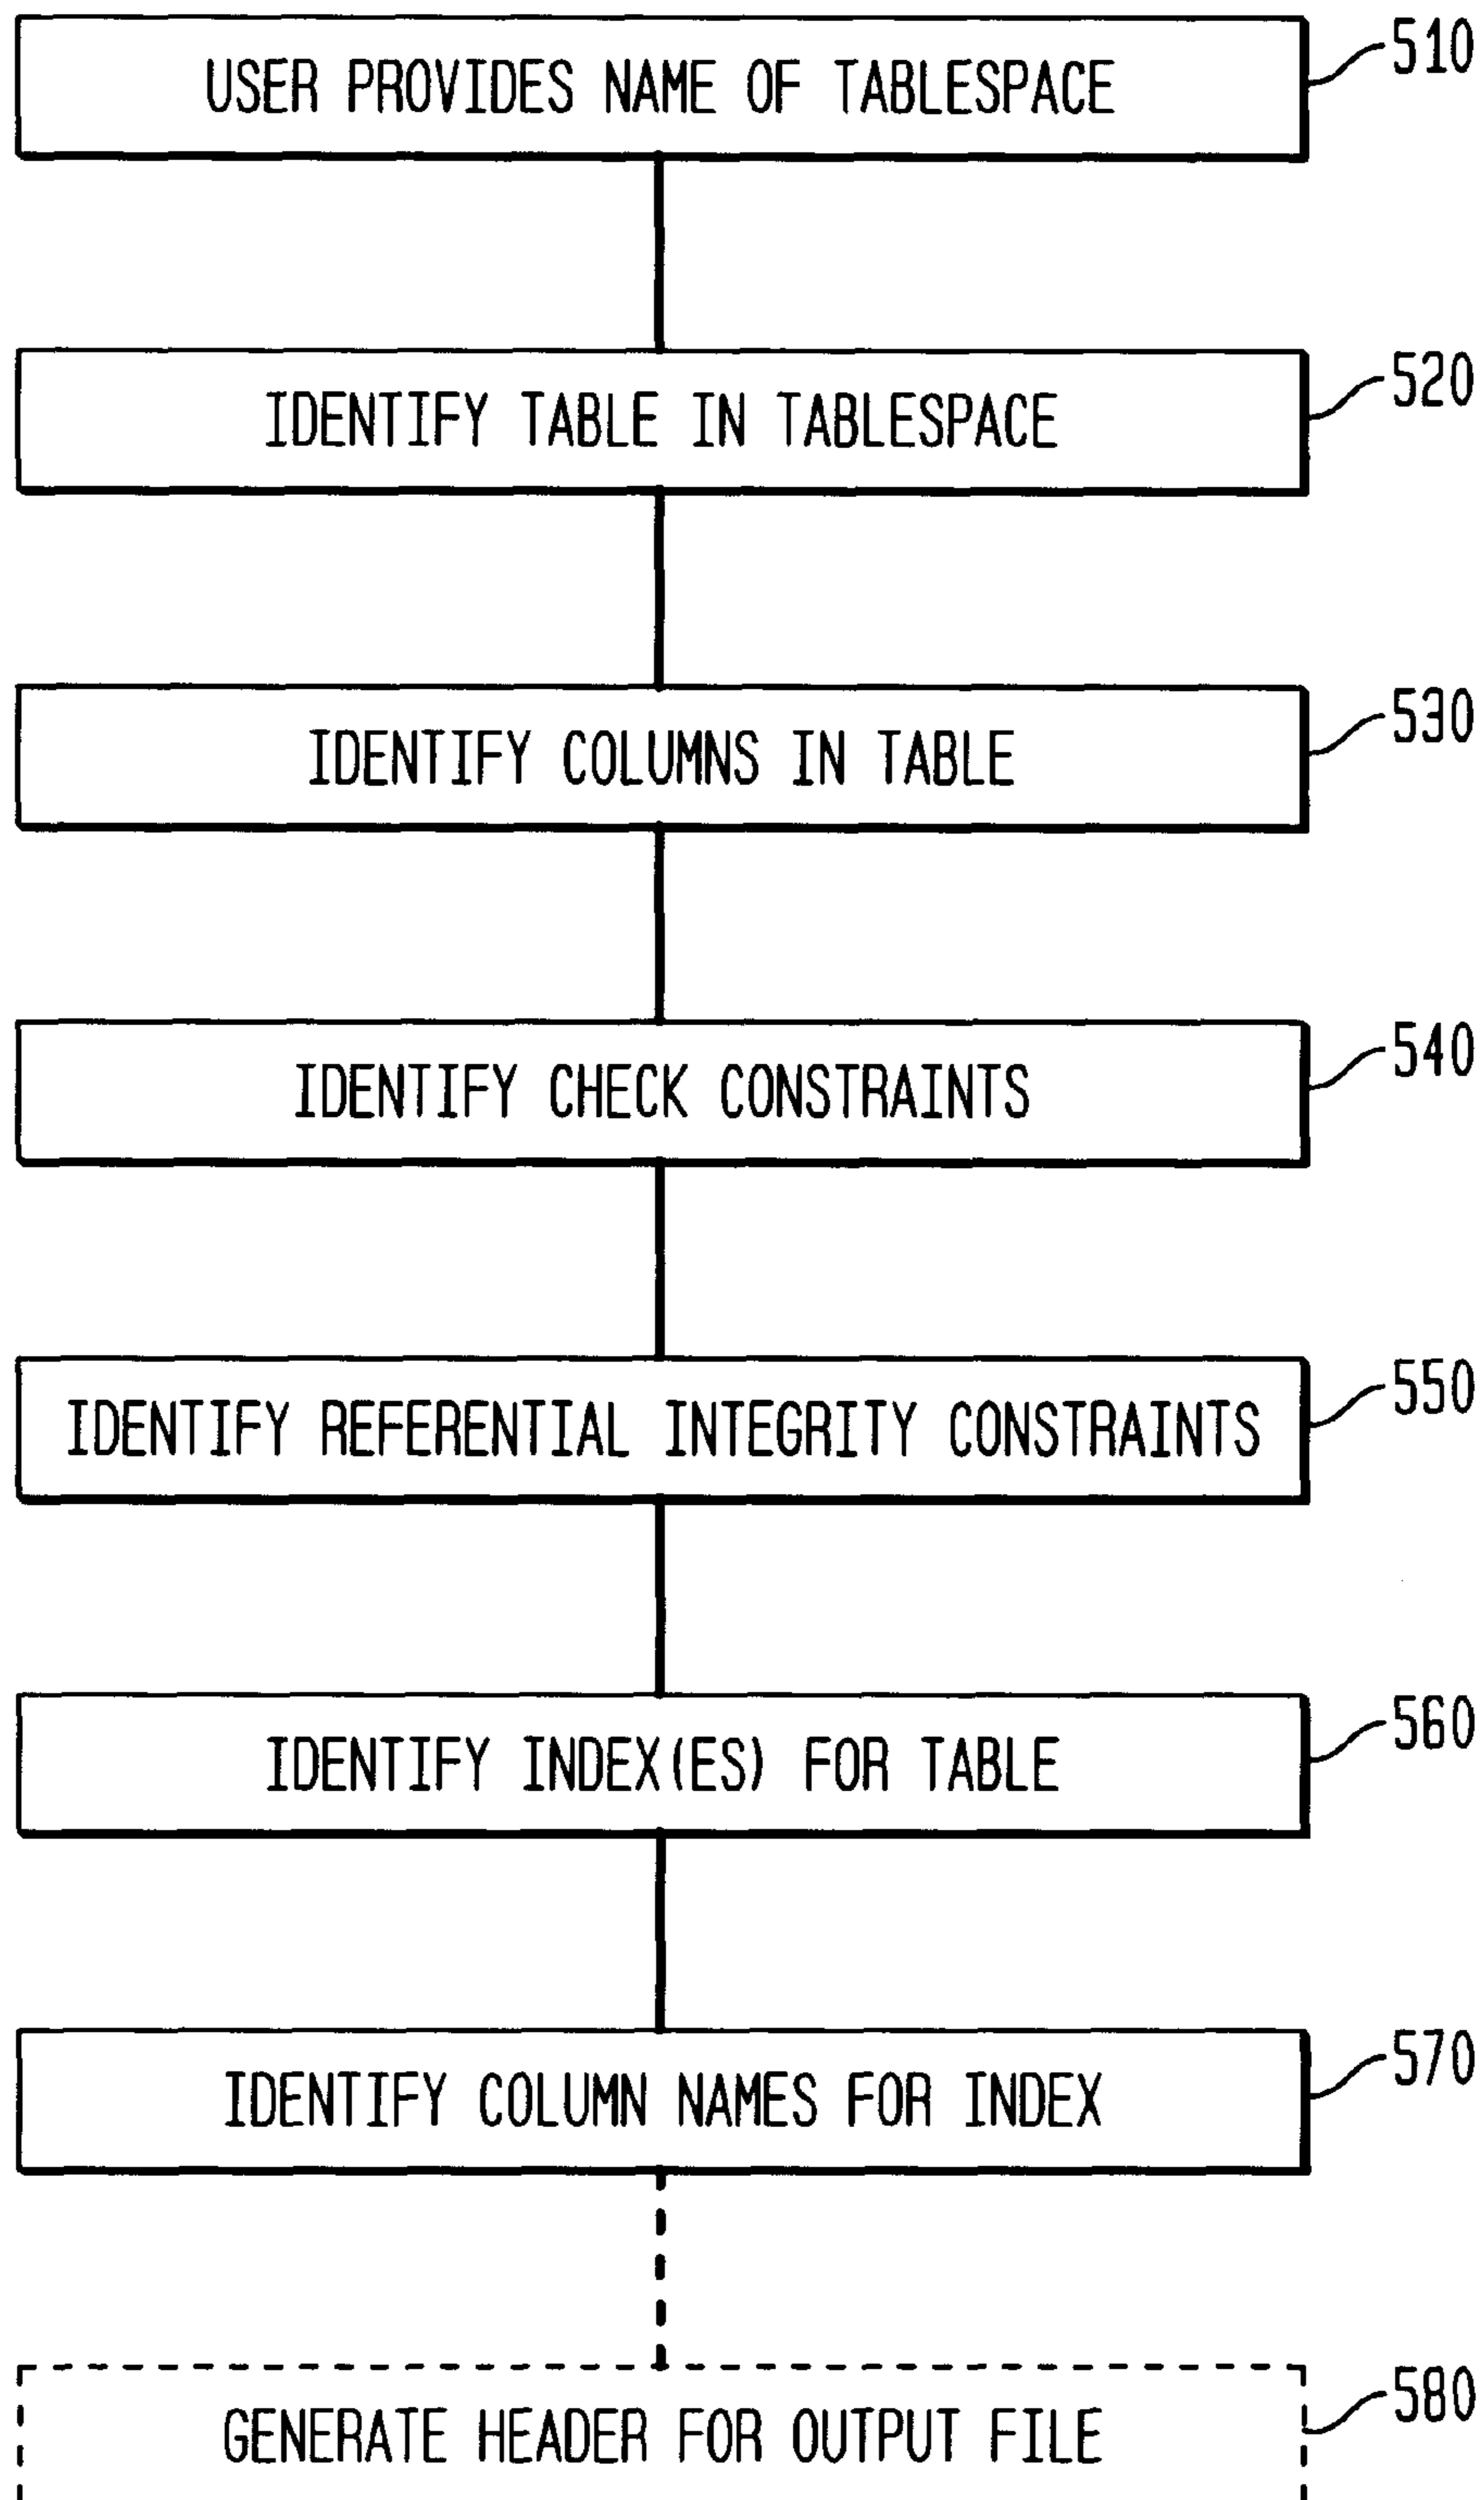 USER PROVIDES NAME OF TABLESPACE
510
IDENTIFY TABLE IN TABLESPACE
520
IDENTIFY COLUMNS IN TABLE
530
IDENTIFY CHECK CONSTRAINTS
540
IDENTIFY REFERENTIAL INTEGRITY CONSTRAINTS
550
IDENTIFY INDEX(ES) FOR TABLE
560
IDENTIFY COLUMN NAMES FOR INDEX
570
GENERATE HEADER FOR OUTPUT FILE
580